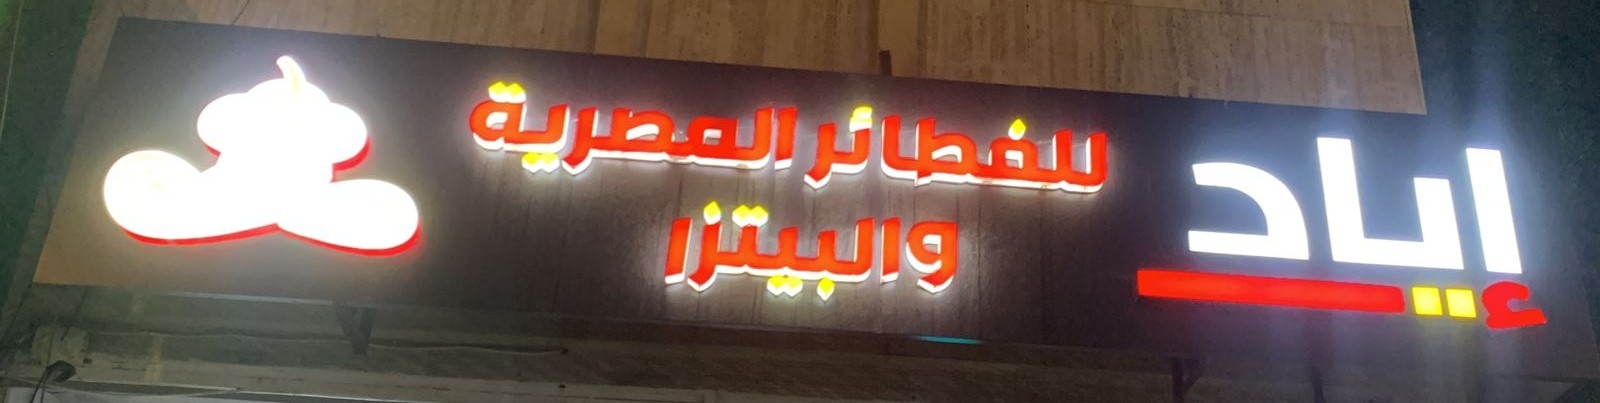 إياد
للفطائر المصرية
والبيتزا